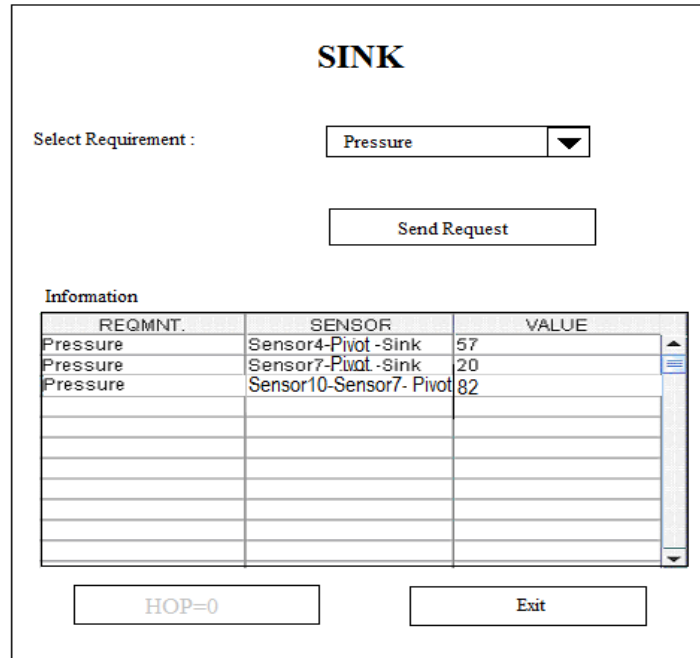 SINK
Select Requirement :
Pressure
Send Request
Information
REQMNT. SENSOR VALUE
Pressure Sensor4-Pivot -Sink 57
Pressure Sensor7-Pivot -Sink 20
Pressure Sensor10-Sensor7- Pivot 82
HOP=0 Exit